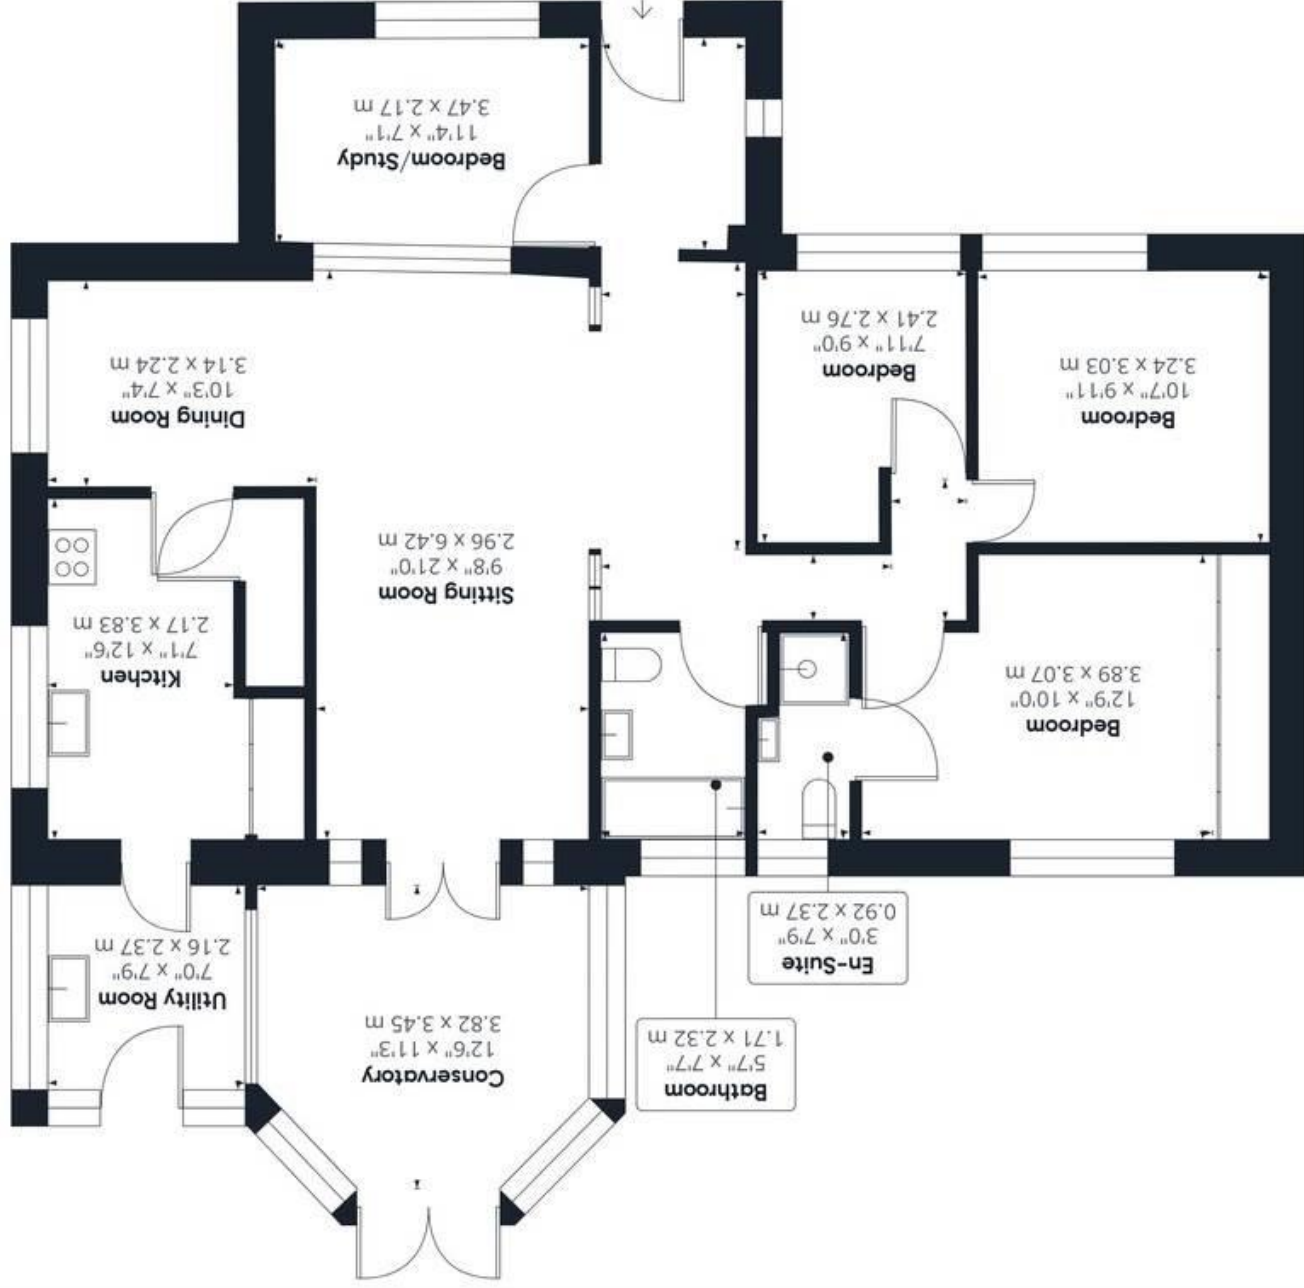 Bathroom
5'7" x 7'7"
1.71 x 2.32 m
En-Suite
3'0" x 7'9"
0.92 x 2.37 m
Conservatory
12'6" x 11'3"
3.82 x 3.45 m
Utility Room
7'0" x 7'9"
2.16 x 2.37 m
Bedroom
12'9" x 10'0"
3.89 x 3.07 m
Kitchen
7'1" x 12'6"
2.17 x 3.83 m
Sitting Room
9'8" x 21'0"
2.96 x 6.42 m
Bedroom
10'7" x 9'11"
3.24 x 3.03 m
Bedroom
7'11" x 9'0"
2.41 x 2.76 m
Dining Room
10'3" x 7'4"
3.14 x 2.24 m
Bedroom/Study
11'4" x 7'1"
3.47 x 2.17 m